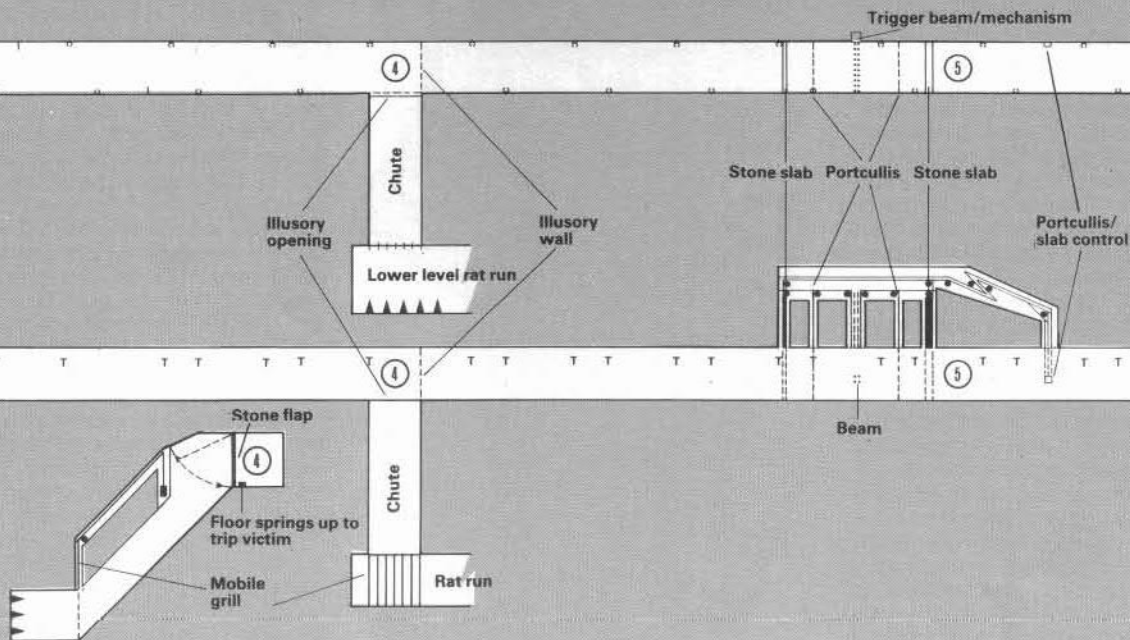 Trigger beam/mechanism
4
5
Chute
Stone slab
Portcullis
Stone slab
Illusory
opening
Illusory
wall
Portcullis/
slab control
Lower level rat run
T T T T T T T T T T T T T T T T T
4
5
Stone flap
4
Beam
Chute
Floor springs up to
trip victim
Mobile
grill
Rat run